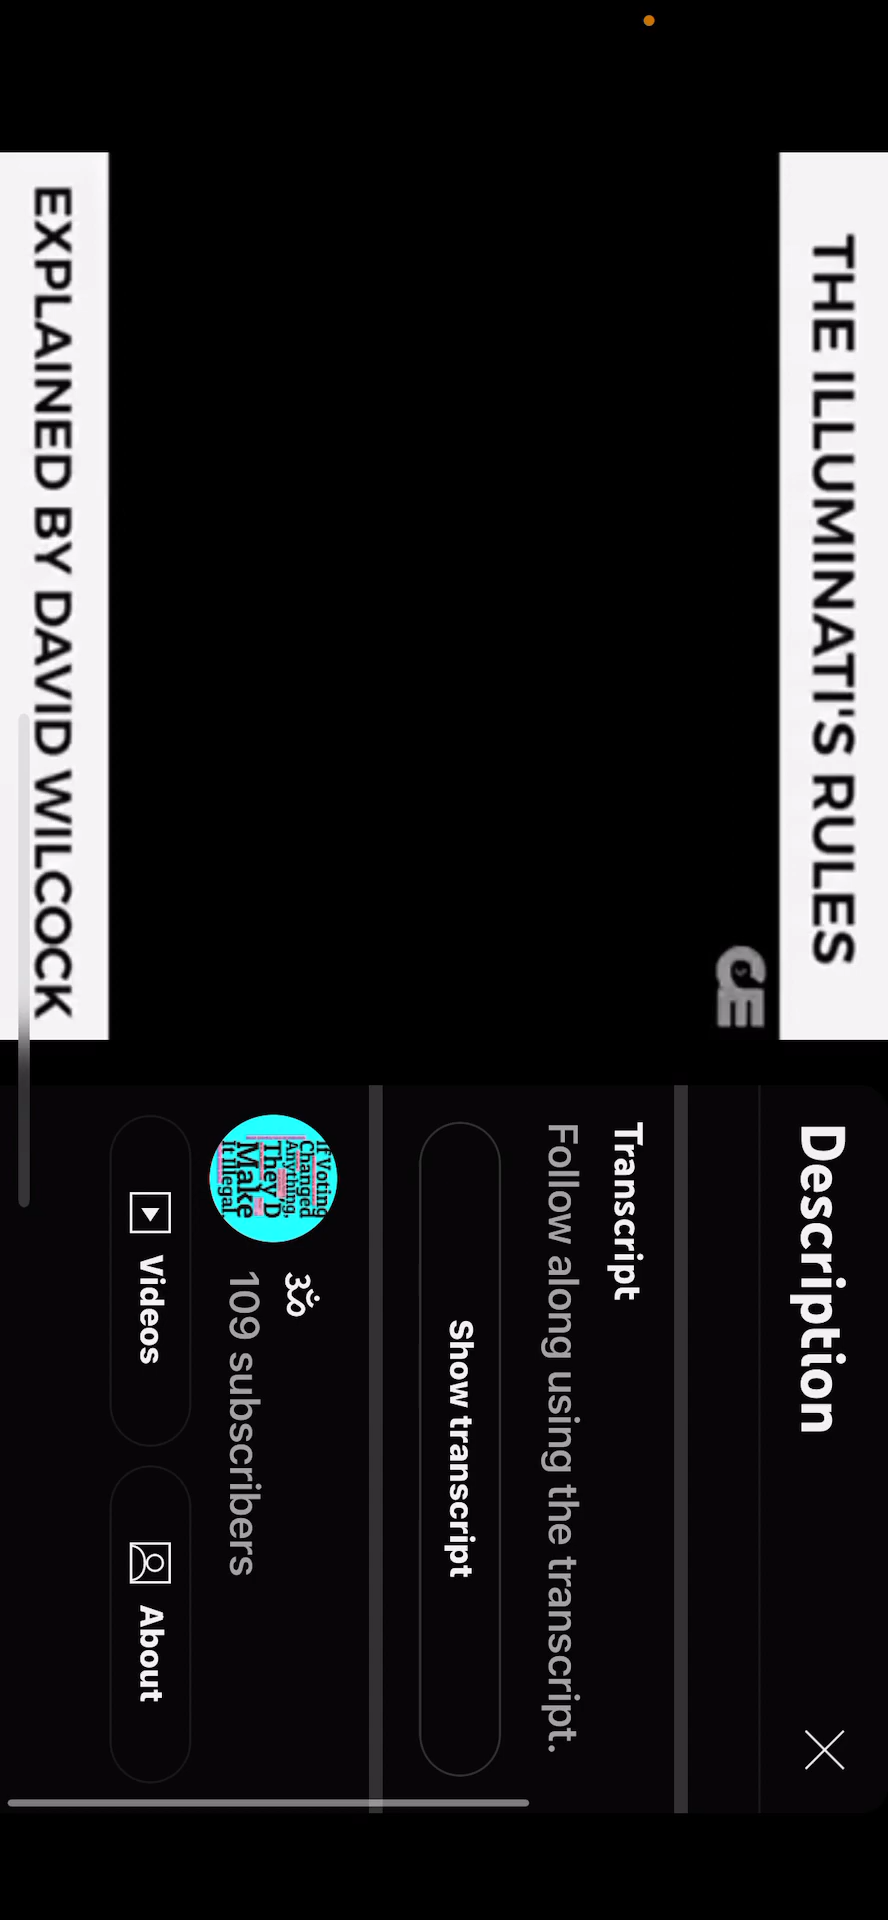 THE ILLUMINATI'S RULES
GE
EXPLAINED BY DAVID WILCOCK
Description
Transcript
Follow along using the transcript.
Show transcript
If Voting
Changed
Anything,
They'D
Make
it illegal
ॐ
109 subscribers
Videos
About